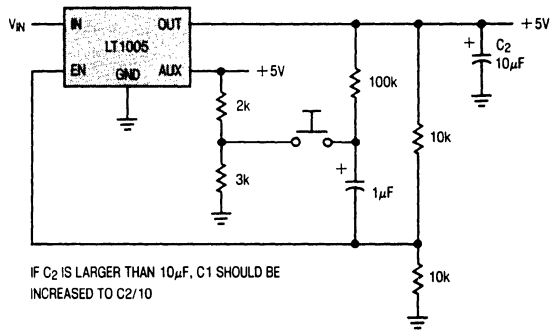 V_IN
IN
OUT
LT1005
EN
GND
AUX
+5V
+5V
+
C2
10µF
2k
100k
10k
3k
+
1µF
10k
IF C2 IS LARGER THAN 10µF, C1 SHOULD BE
INCREASED TO C2/10